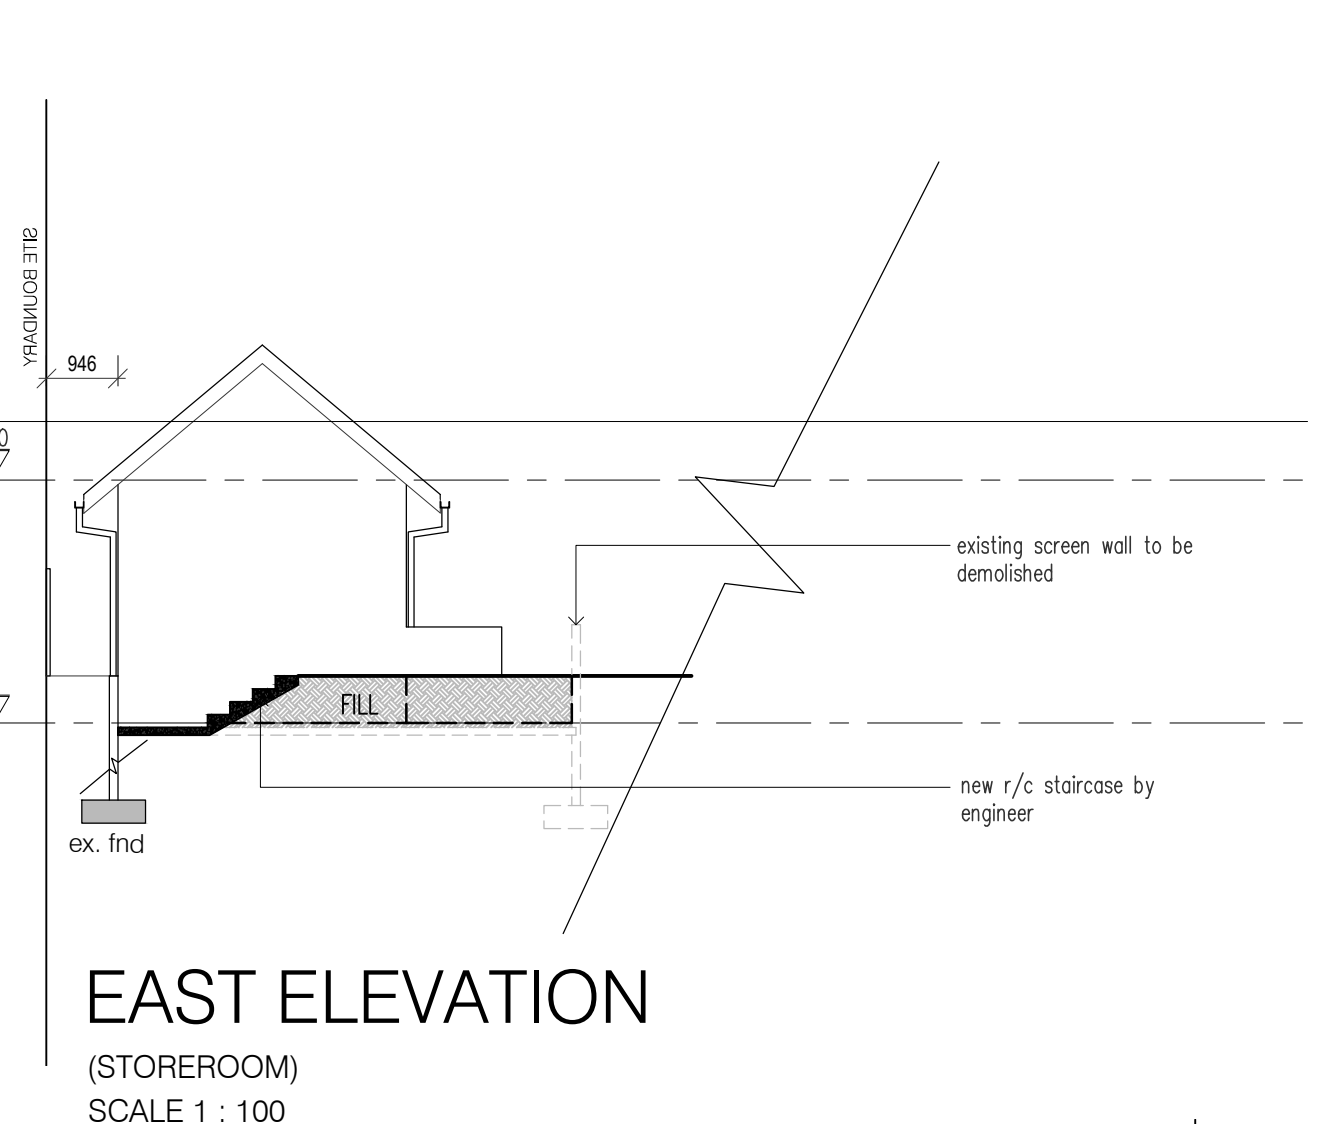 SITE BOUNDARY
946
0
existing screen wall to be
demolished
FILL
new r/c staircase by
engineer
ex. fnd
EAST ELEVATION
(STOREROOM)
SCALE 1 : 100